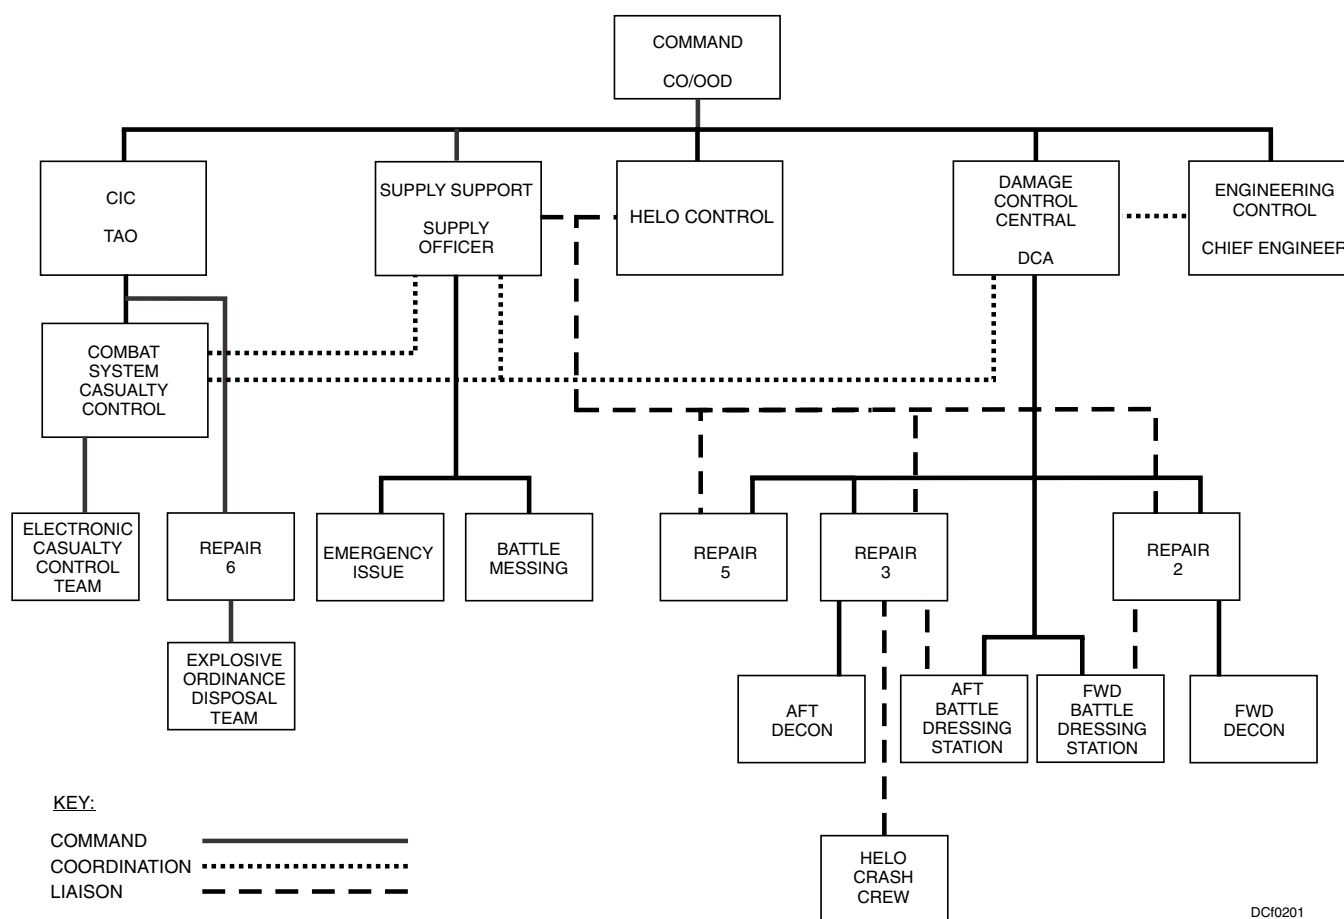 COMMAND
CO/OOD
CIC
TAO
SUPPLY SUPPORT
SUPPLY
OFFICER
HELO CONTROL
DAMAGE
CONTROL
CENTRAL
DCA
ENGINEERING
CONTROL
CHIEF ENGINEER
COMBAT
SYSTEM
CASUALTY
CONTROL
ELECTRONIC
CASUALTY
CONTROL
TEAM
REPAIR
6
EMERGENCY
ISSUE
BATTLE
MESSING
REPAIR
5
REPAIR
3
REPAIR
2
EXPLOSIVE
ORDINANCE
DISPOSAL
TEAM
AFT
DECON
AFT
BATTLE
DRESSING
STATION
FWD
BATTLE
DRESSING
STATION
FWD
DECON
HELO
CRASH
CREW
KEY:
COMMAND
COORDINATION
LIAISON
DCf0201